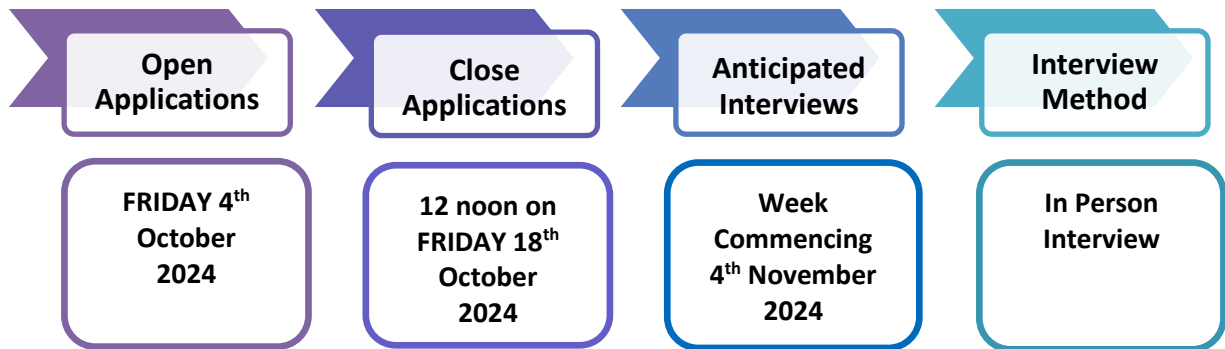 Open
Applications
Close
Applications
Anticipated
Interviews
Interview
Method
FRIDAY 4th
October
2024
12 noon on
FRIDAY 18th
October
2024
Week
Commencing
4th November
2024
In Person
Interview